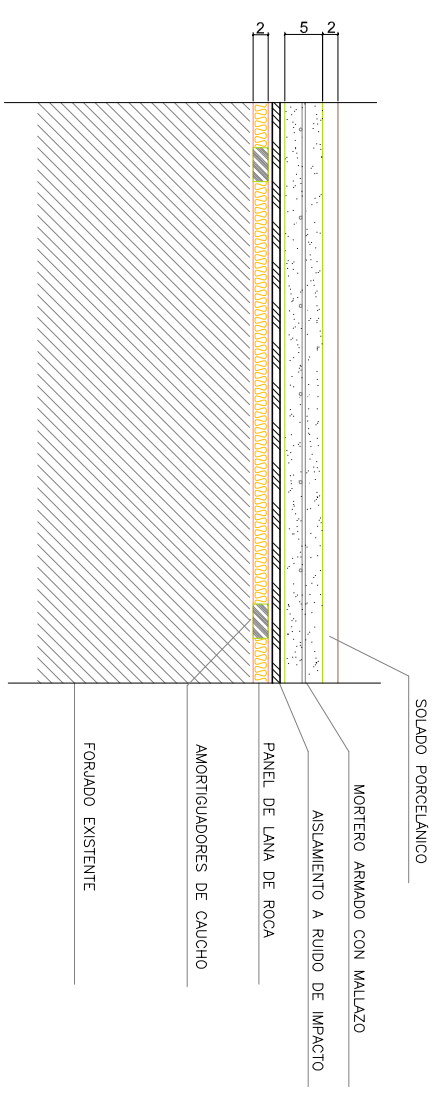 2
5
2
SOLADO PORCELÁNICO
MORTERO ARMADO CON MALLAZO
AISLAMIENTO A RUIDO DE IMPACTO
PANEL DE LANA DE ROCA
AMORTIGUADORES DE CAUCHO
FORJADO EXISTENTE